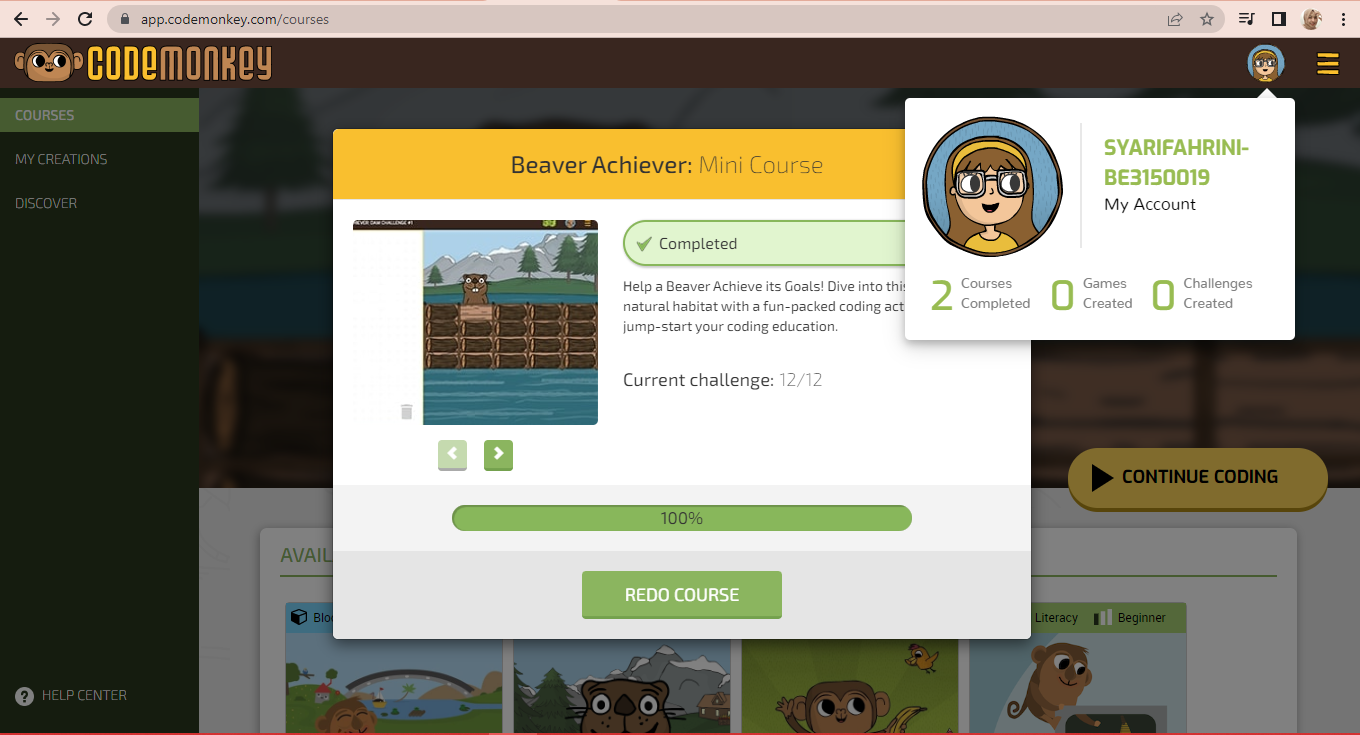 app.codemonkey.com/courses
CODEMONKEY
COURSES
MY CREATIONS
DISCOVER
HELP CENTER
Beaver Achiever: Mini Course
Completed
Help a Beaver Achieve its Goals! Dive into this
natural habitat with a fun-packed coding act
jump-start your coding education.
Current challenge: 12/12
100%
REDO COURSE
SYARIFAHRINI-
BE3150019
My Account
2 Courses Completed
0 Games Created
0 Challenges Created
CONTINUE CODING
AVAIL
Literacy
Beginner